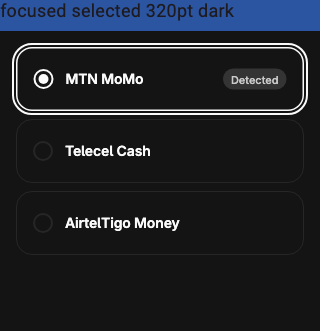 focused selected 320pt dark
MTN MoMo
Detected
Telecel Cash
AirtelTigo Money